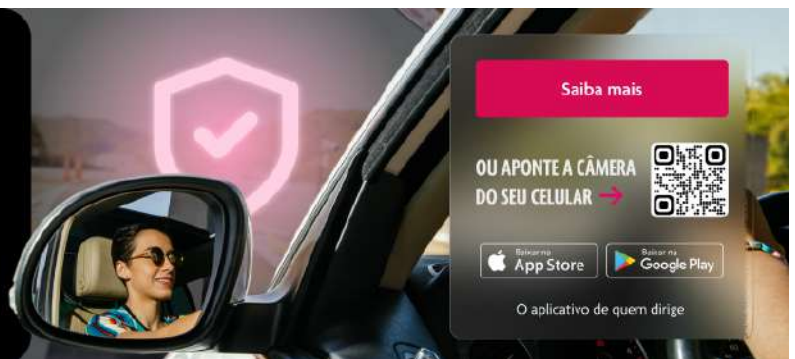 Saiba mais
OU APONTE A CÂMERA
DO SEU CELULAR →
Baixar na
App Store
Baixar na
Google Play
O aplicativo de quem dirige